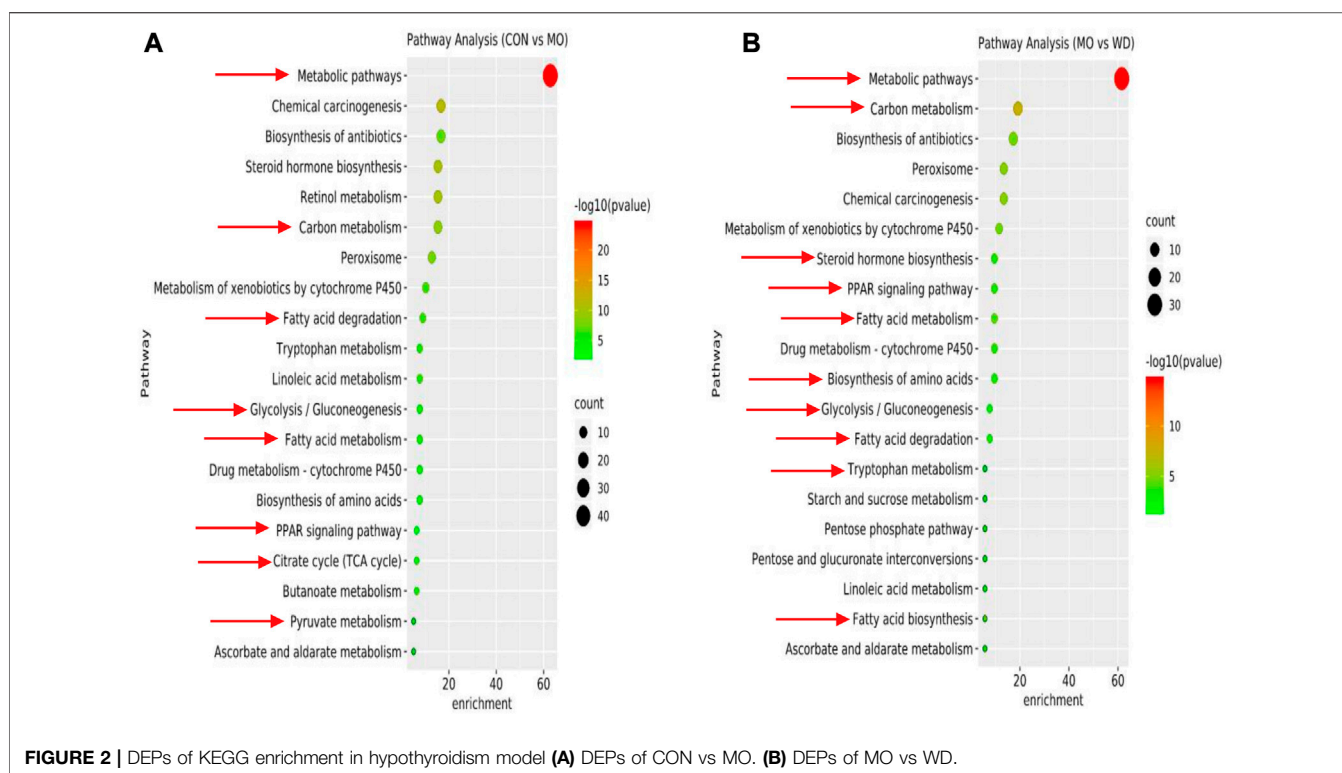 A
Pathway Analysis (CON vs MO)
Metabolic pathways
Chemical carcinogenesis
Biosynthesis of antibiotics
Steroid hormone biosynthesis
Retinol metabolism
Carbon metabolism
Peroxisome
Metabolism of xenobiotics by cytochrome P450
Fatty acid degradation
Tryptophan metabolism
Linoleic acid metabolism
Glycolysis / Gluconeogenesis
Fatty acid metabolism
Drug metabolism - cytochrome P450
Biosynthesis of amino acids
PPAR signaling pathway
Citrate cycle (TCA cycle)
Butanoate metabolism
Pyruvate metabolism
Ascorbate and aldarate metabolism
Pathway
20 40 60
enrichment
-log10(pvalue)
20
15
10
5
count
10
20
30
40
B
Pathway Analysis (MO vs WD)
Metabolic pathways
Carbon metabolism
Biosynthesis of antibiotics
Peroxisome
Chemical carcinogenesis
Metabolism of xenobiotics by cytochrome P450
Steroid hormone biosynthesis
PPAR signaling pathway
Fatty acid metabolism
Drug metabolism - cytochrome P450
Biosynthesis of amino acids
Glycolysis / Gluconeogenesis
Fatty acid degradation
Tryptophan metabolism
Starch and sucrose metabolism
Pentose phosphate pathway
Pentose and glucuronate interconversions
Linoleic acid metabolism
Fatty acid biosynthesis
Ascorbate and aldarate metabolism
Pathway
20 40 60
enrichment
count
10
20
30
-log10(pvalue)
10
5
FIGURE 2 | DEPs of KEGG enrichment in hypothyroidism model (A) DEPs of CON vs MO. (B) DEPs of MO vs WD.